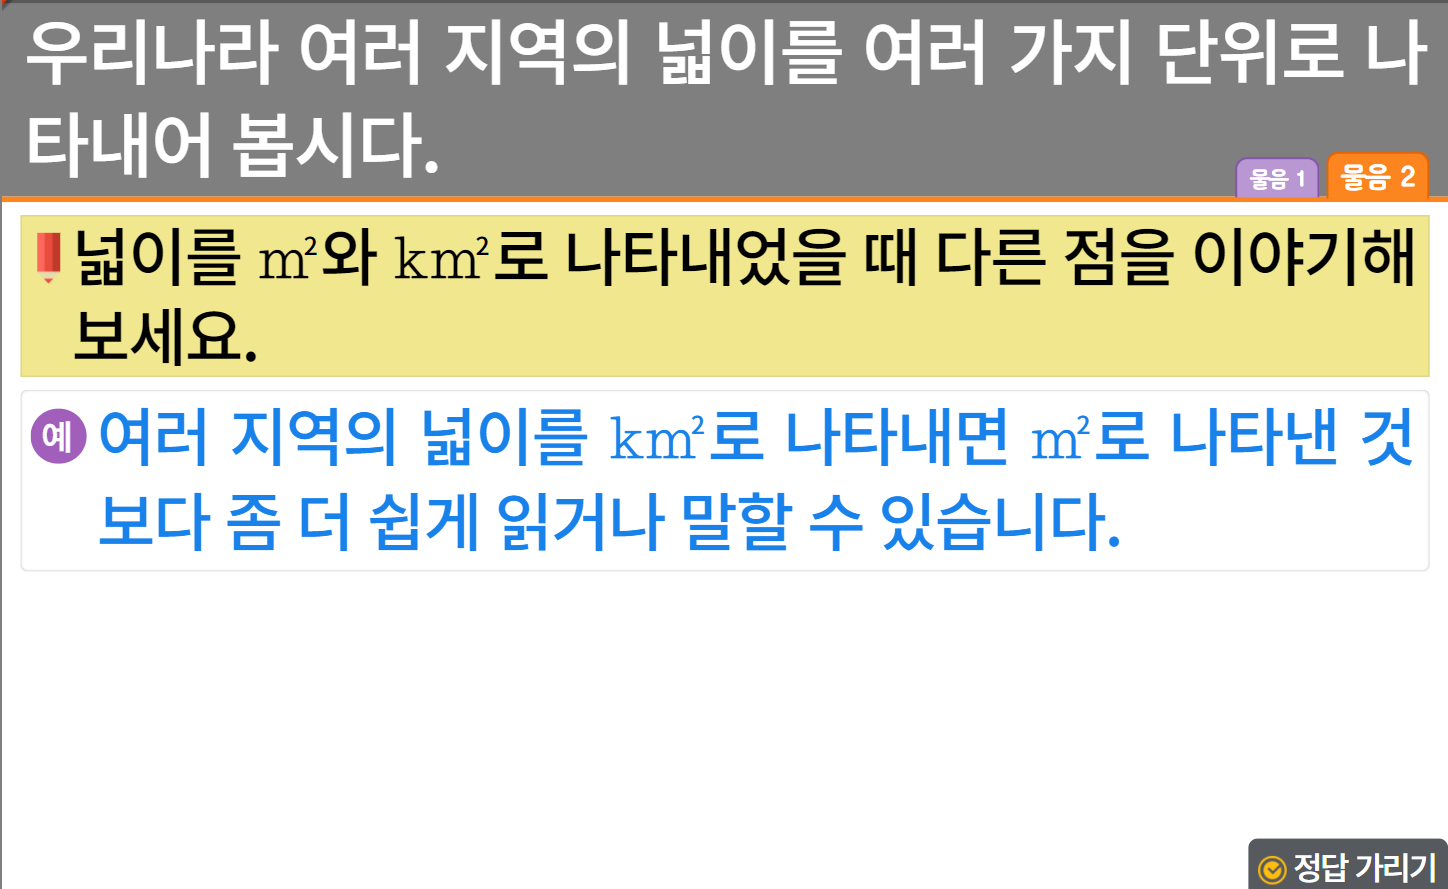 우리나라 여러 지역의 넓이를 여러 가지 단위로 나
타내어 봅시다.
물음 1 물음 2
넓이를 m²와 km²로 나타내었을 때 다른 점을 이야기해
보세요.
예 여러 지역의 넓이를 km²로 나타내면 m²로 나타낸 것
보다 좀 더 쉽게 읽거나 말할 수 있습니다.
정답 가리기